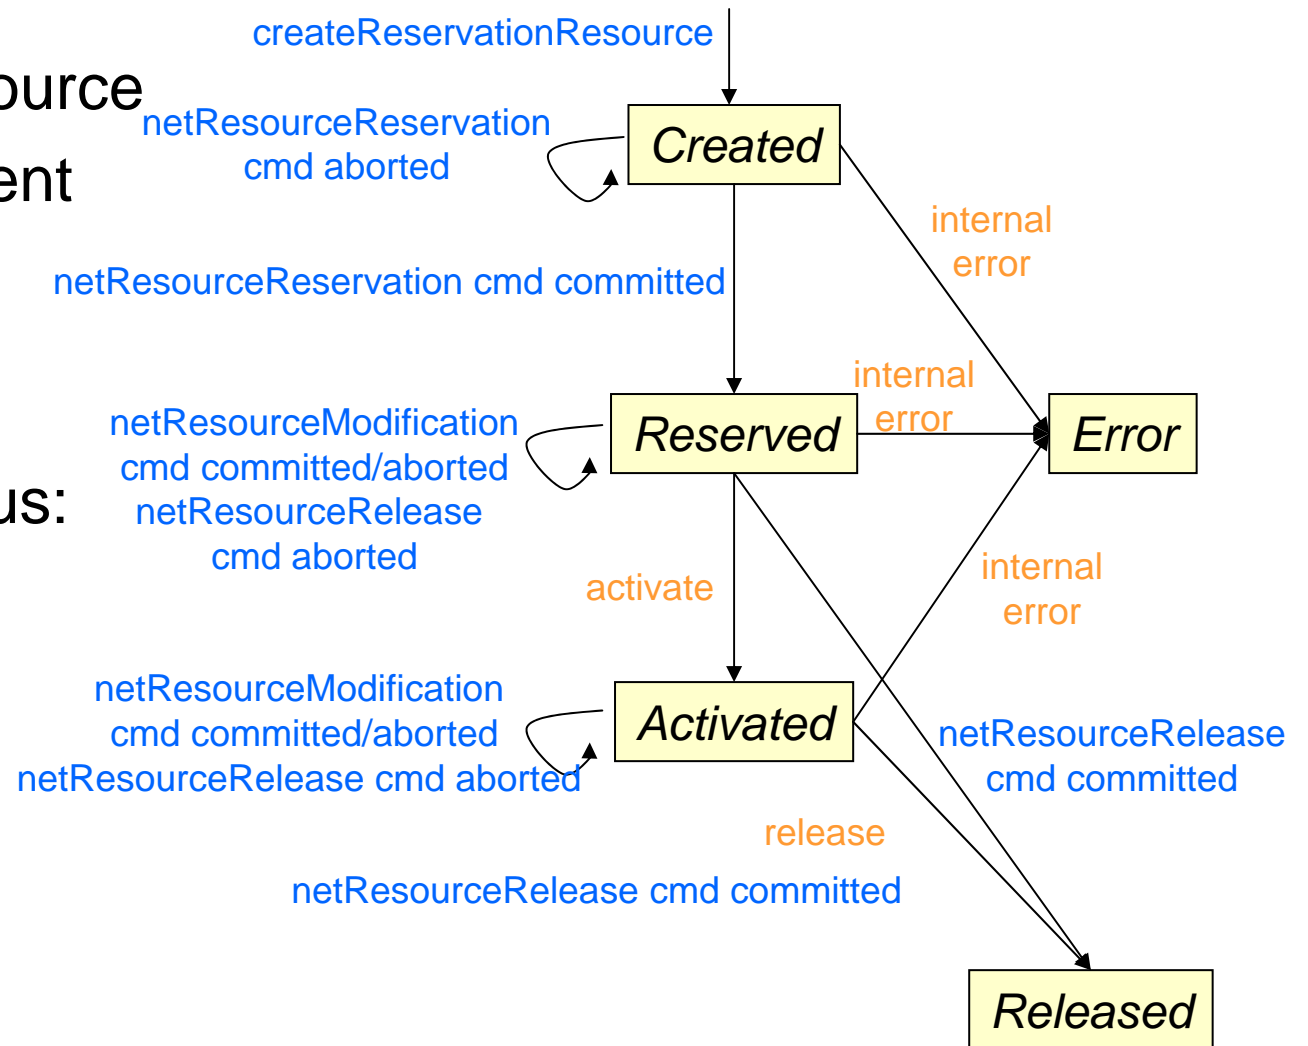 createReservationResource
ource
netResourceReservation
cmd aborted
Created
ent
internal
error
netResourceReservation cmd committed
internal
error
netResourceModification
cmd committed/aborted
netResourceRelease
cmd aborted
Reserved
Error
us:
activate
internal
error
netResourceModification
cmd committed/aborted
netResourceRelease cmd aborted
Activated
netResourceRelease
cmd committed
release
netResourceRelease cmd committed
Released